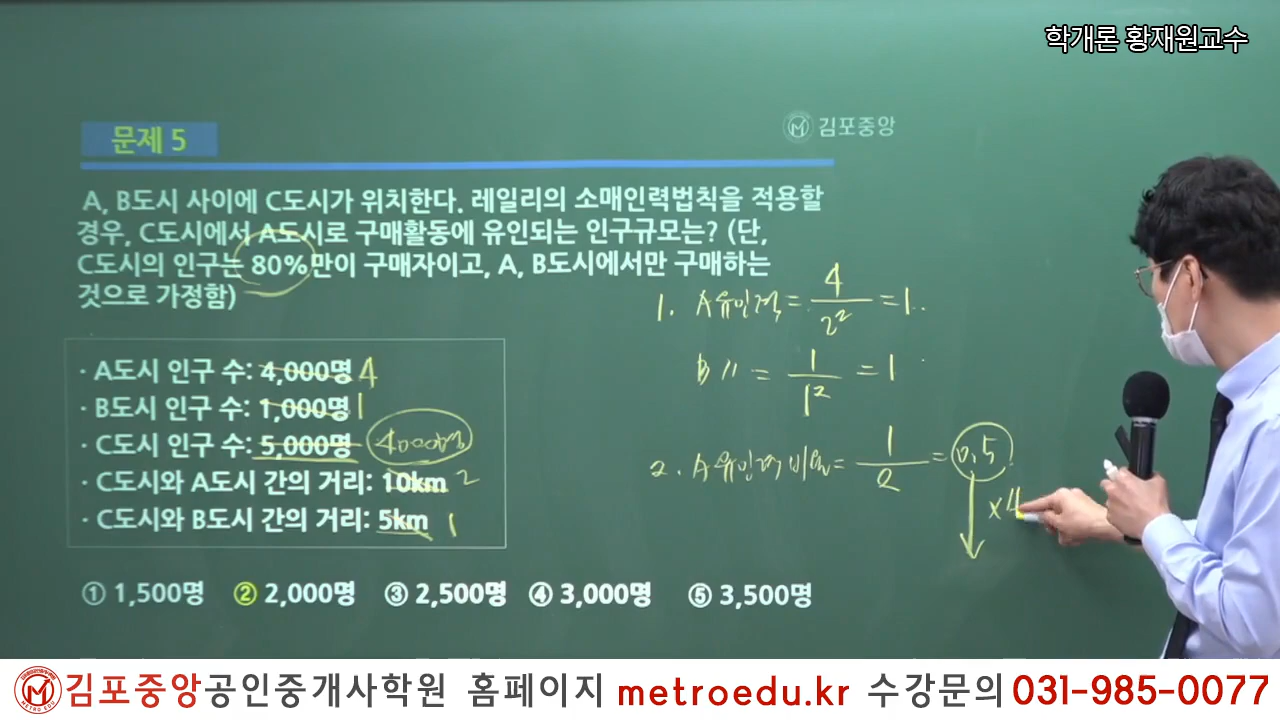 학개론 황재원교수
김포중앙
문제 5
A, B도시 사이에 C도시가 위치한다. 레일리의 소매인력법칙을 적용할
경우, C도시에서 A도시로 구매활동에 유인되는 인구규모는? (단,
C도시의 인구는 80%만이 구매자이고, A, B도시에서만 구매하는
것으로 가정함)
· A도시 인구 수: 4,000명 4
· B도시 인구 수: 1,000명 1
· C도시 인구 수: 5,000명 4000명
· C도시와 A도시 간의 거리: 10km 2
· C도시와 B도시 간의 거리: 5km 1
1. A유인력 = 4/2² = 1..
B 〃 = 1/1² = 1
2. A유인력 비율 = 1/2 = 0.5
×4
① 1,500명 ② 2,000명 ③ 2,500명 ④ 3,000명 ⑤ 3,500명
김포중앙공인중개사학원 홈페이지 metroedu.kr 수강문의 031-985-0077